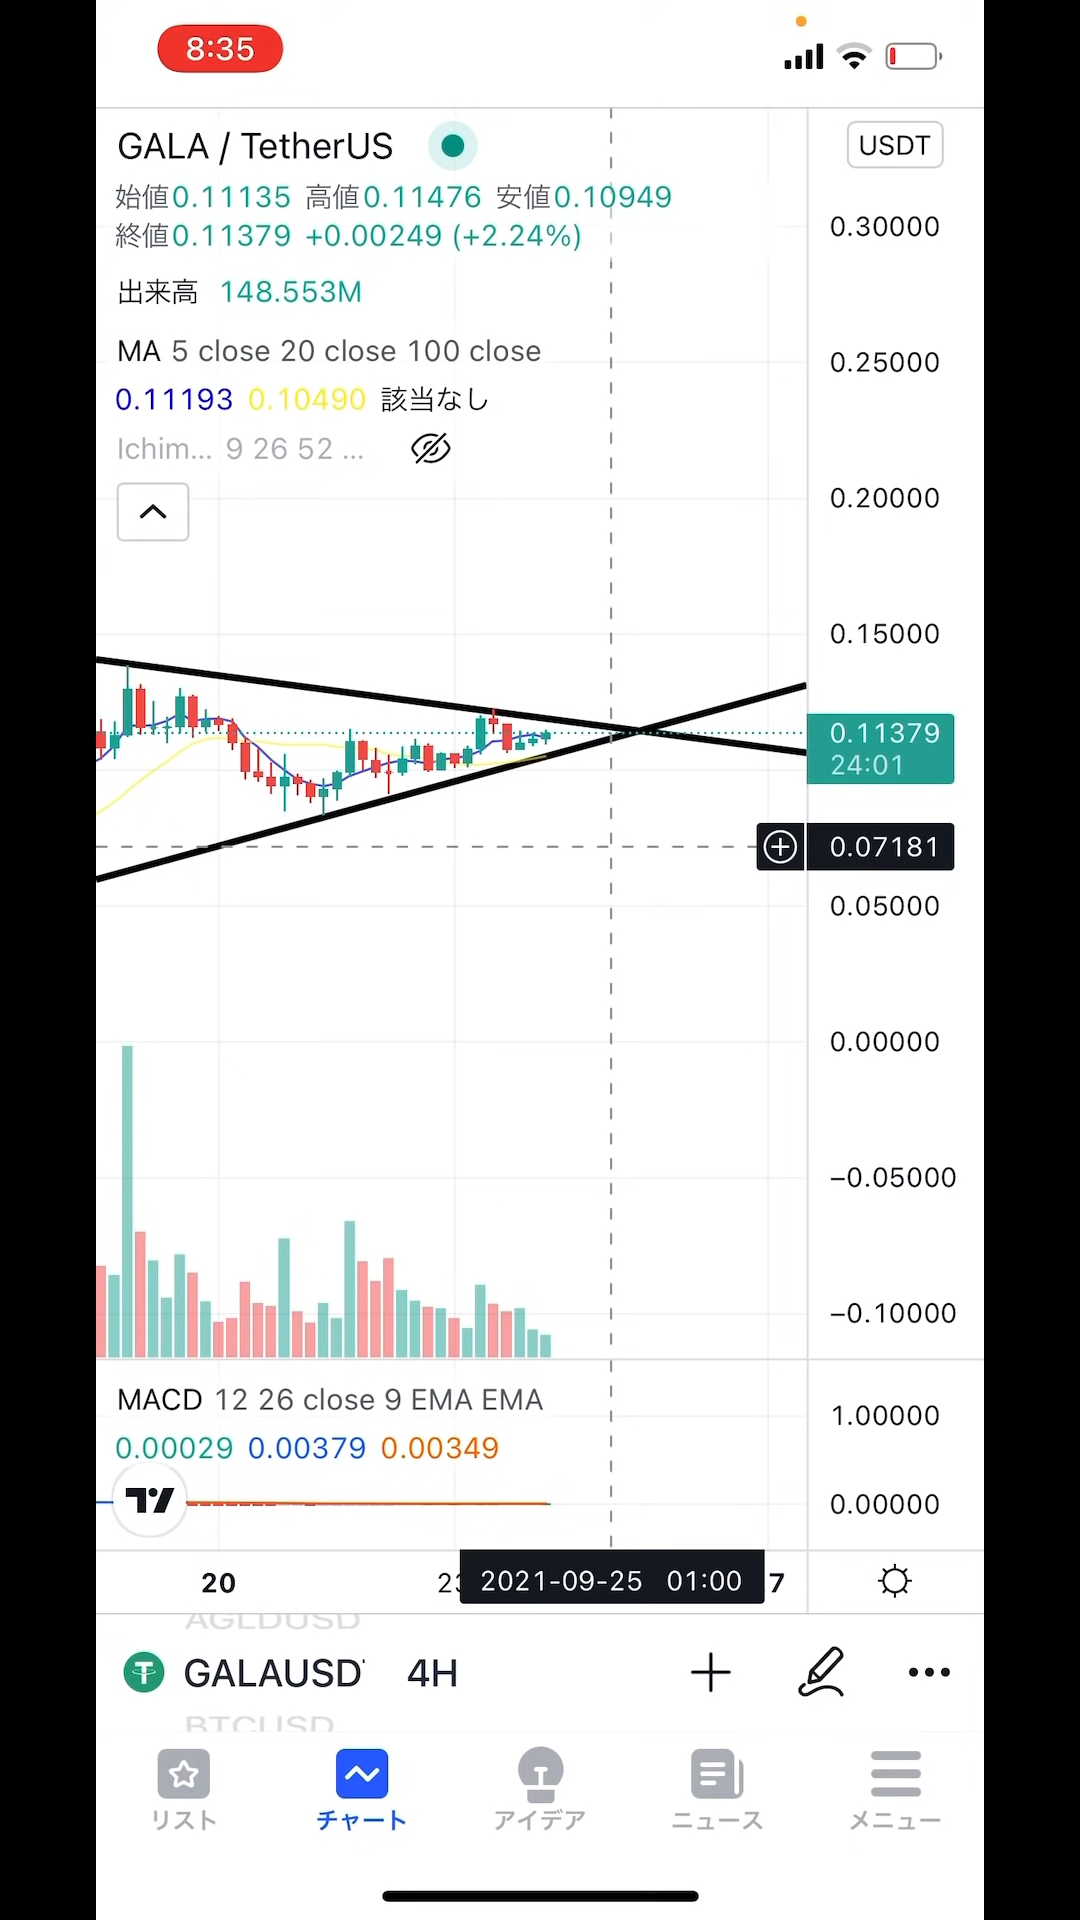 8:35
GALA / TetherUS
USDT
始値0.11135 高値0.11476 安値0.10949
終値0.11379 +0.00249 (+2.24%)
出来高 148.553M
MA 5 close 20 close 100 close
0.11193 0.10490 該当なし
Ichim... 9 26 52 ...
0.30000
0.25000
0.20000
0.15000
0.11379
24:01
0.07181
0.05000
0.00000
−0.05000
−0.10000
MACD 12 26 close 9 EMA EMA
0.00029 0.00379 0.00349
1.00000
0.00000
20
2021-09-25 01:00
7
AGLDUSD
GALAUSD 4H
BTCUSD
リスト
チャート
アイデア
ニュース
メニュー